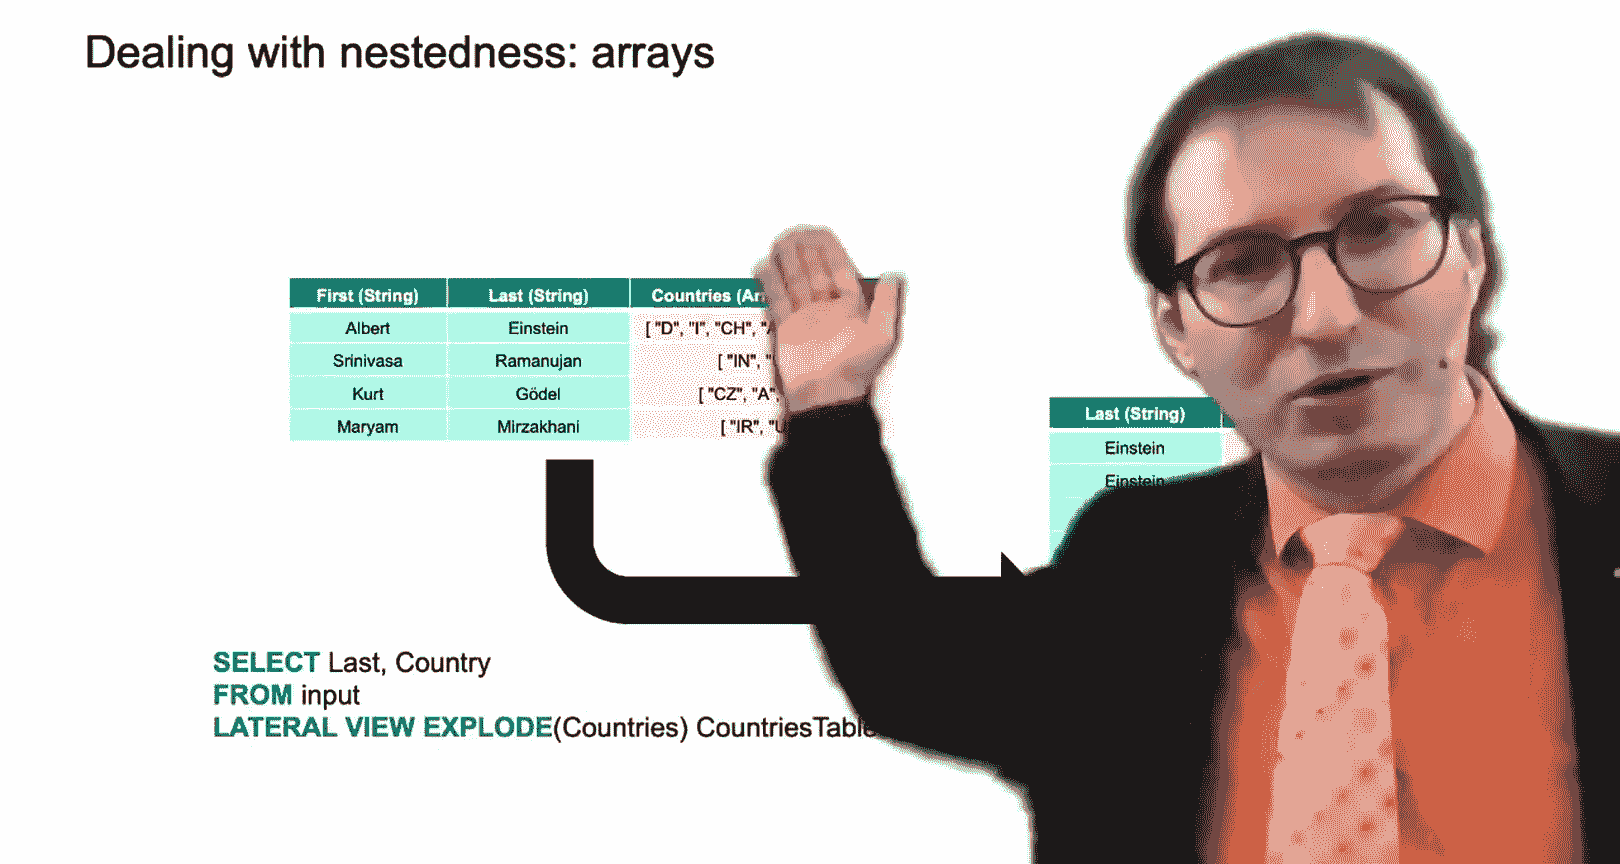 Dealing with nestedness: arrays
First (String) Last (String) Countries
Albert Einstein [ "D", "I", "CH",
Srinivasa Ramanujan [ "IN",
Kurt Gödel [ "CZ", "A",
Maryam Mirzakhani [ "IR",
Last (String)
Einstein
Einstein
SELECT Last, Country
FROM input
LATERAL VIEW EXPLODE(Countries) CountriesTable